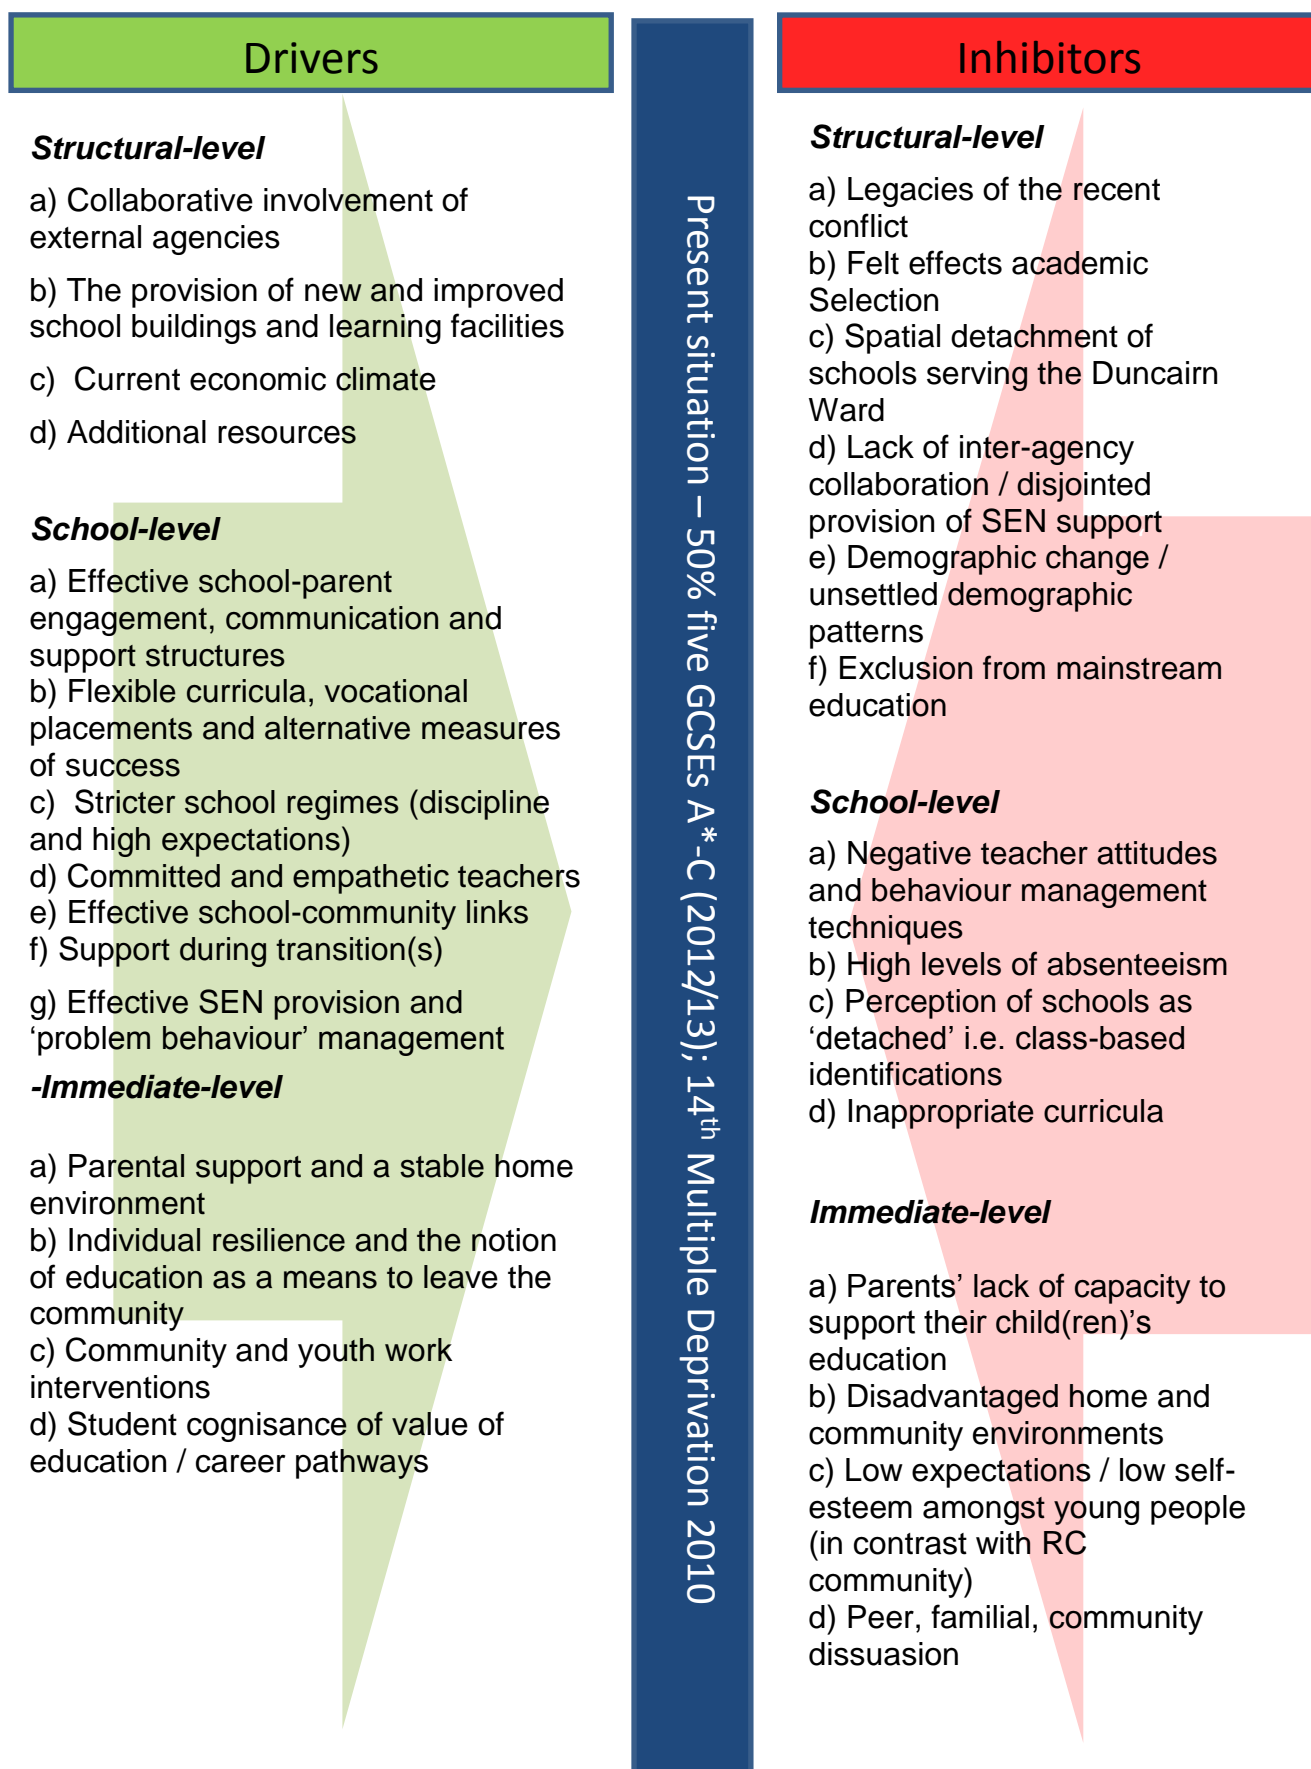 Drivers
Structural-level
a) Collaborative involvement of
external agencies
b) The provision of new and improved
school buildings and learning facilities
c) Current economic climate
d) Additional resources
School-level
a) Effective school-parent
engagement, communication and
support structures
b) Flexible curricula, vocational
placements and alternative measures
of success
c) Stricter school regimes (discipline
and high expectations)
d) Committed and empathetic teachers
e) Effective school-community links
f) Support during transition(s)
g) Effective SEN provision and
‘problem behaviour’ management
-Immediate-level
a) Parental support and a stable home
environment
b) Individual resilience and the notion
of education as a means to leave the
community
c) Community and youth work
interventions
d) Student cognisance of value of
education / career pathways
Present situation – 50% five GCSEs A*-C (2012/13); 14th Multiple Deprivation 2010
Inhibitors
Structural-level
a) Legacies of the recent
conflict
b) Felt effects academic
Selection
c) Spatial detachment of
schools serving the Duncairn
Ward
d) Lack of inter-agency
collaboration / disjointed
provision of SEN support
e) Demographic change /
unsettled demographic
patterns
f) Exclusion from mainstream
education
School-level
a) Negative teacher attitudes
and behaviour management
techniques
b) High levels of absenteeism
c) Perception of schools as
‘detached’ i.e. class-based
identifications
d) Inappropriate curricula
Immediate-level
a) Parents’ lack of capacity to
support their child(ren)’s
education
b) Disadvantaged home and
community environments
c) Low expectations / low self-
esteem amongst young people
(in contrast with RC
community)
d) Peer, familial, community
dissuasion